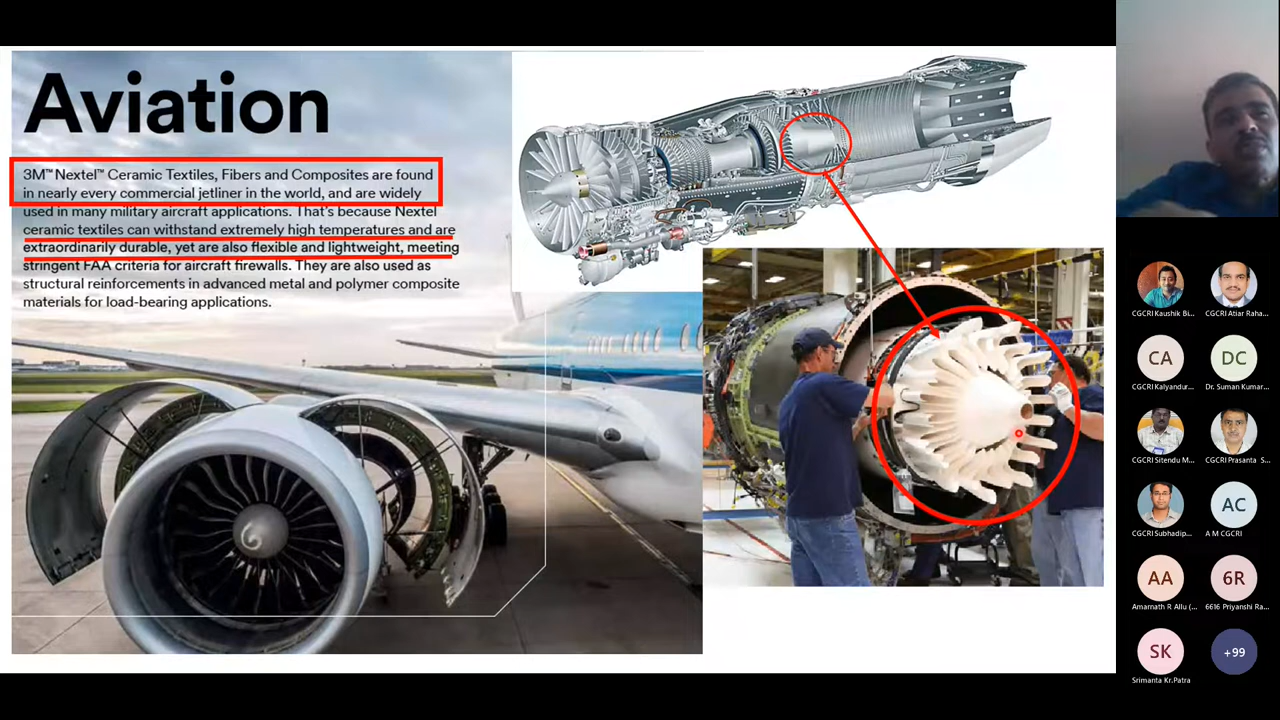 Aviation
3M™ Nextel™ Ceramic Textiles, Fibers and Composites are found
in nearly every commercial jetliner in the world, and are widely
used in many military aircraft applications. That's because Nextel
ceramic textiles can withstand extremely high temperatures and are
extraordinarily durable, yet are also flexible and lightweight, meeting
stringent FAA criteria for aircraft firewalls. They are also used as
structural reinforcements in advanced metal and polymer composite
materials for load-bearing applications.
CGCRI Kaushik Bi...
CGCRI Atiar Raha...
CA
DC
CGCRI Kalyandur...
Dr. Suman Kumar...
CGCRI Sitendu M...
CGCRI Prasanta S...
AC
CGCRI Subhadip...
A M CGCRI
AA
6R
Amarnath R Allu (...
6616 Priyanshi Ra...
SK
+99
Srimanta Kr.Patra